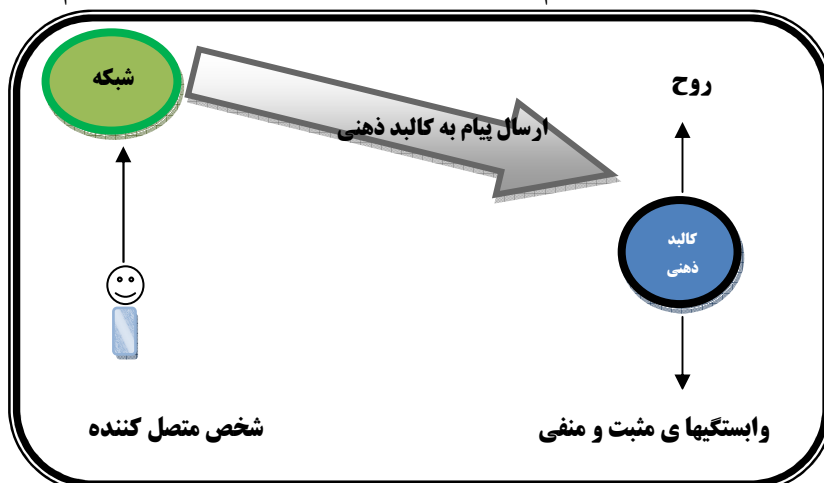 شبکه
روح
ارسال پیام به کالبد ذهنی
کالبد
ذهنی
شخص متصل کننده
وابستگیها ی مثبت و منفی